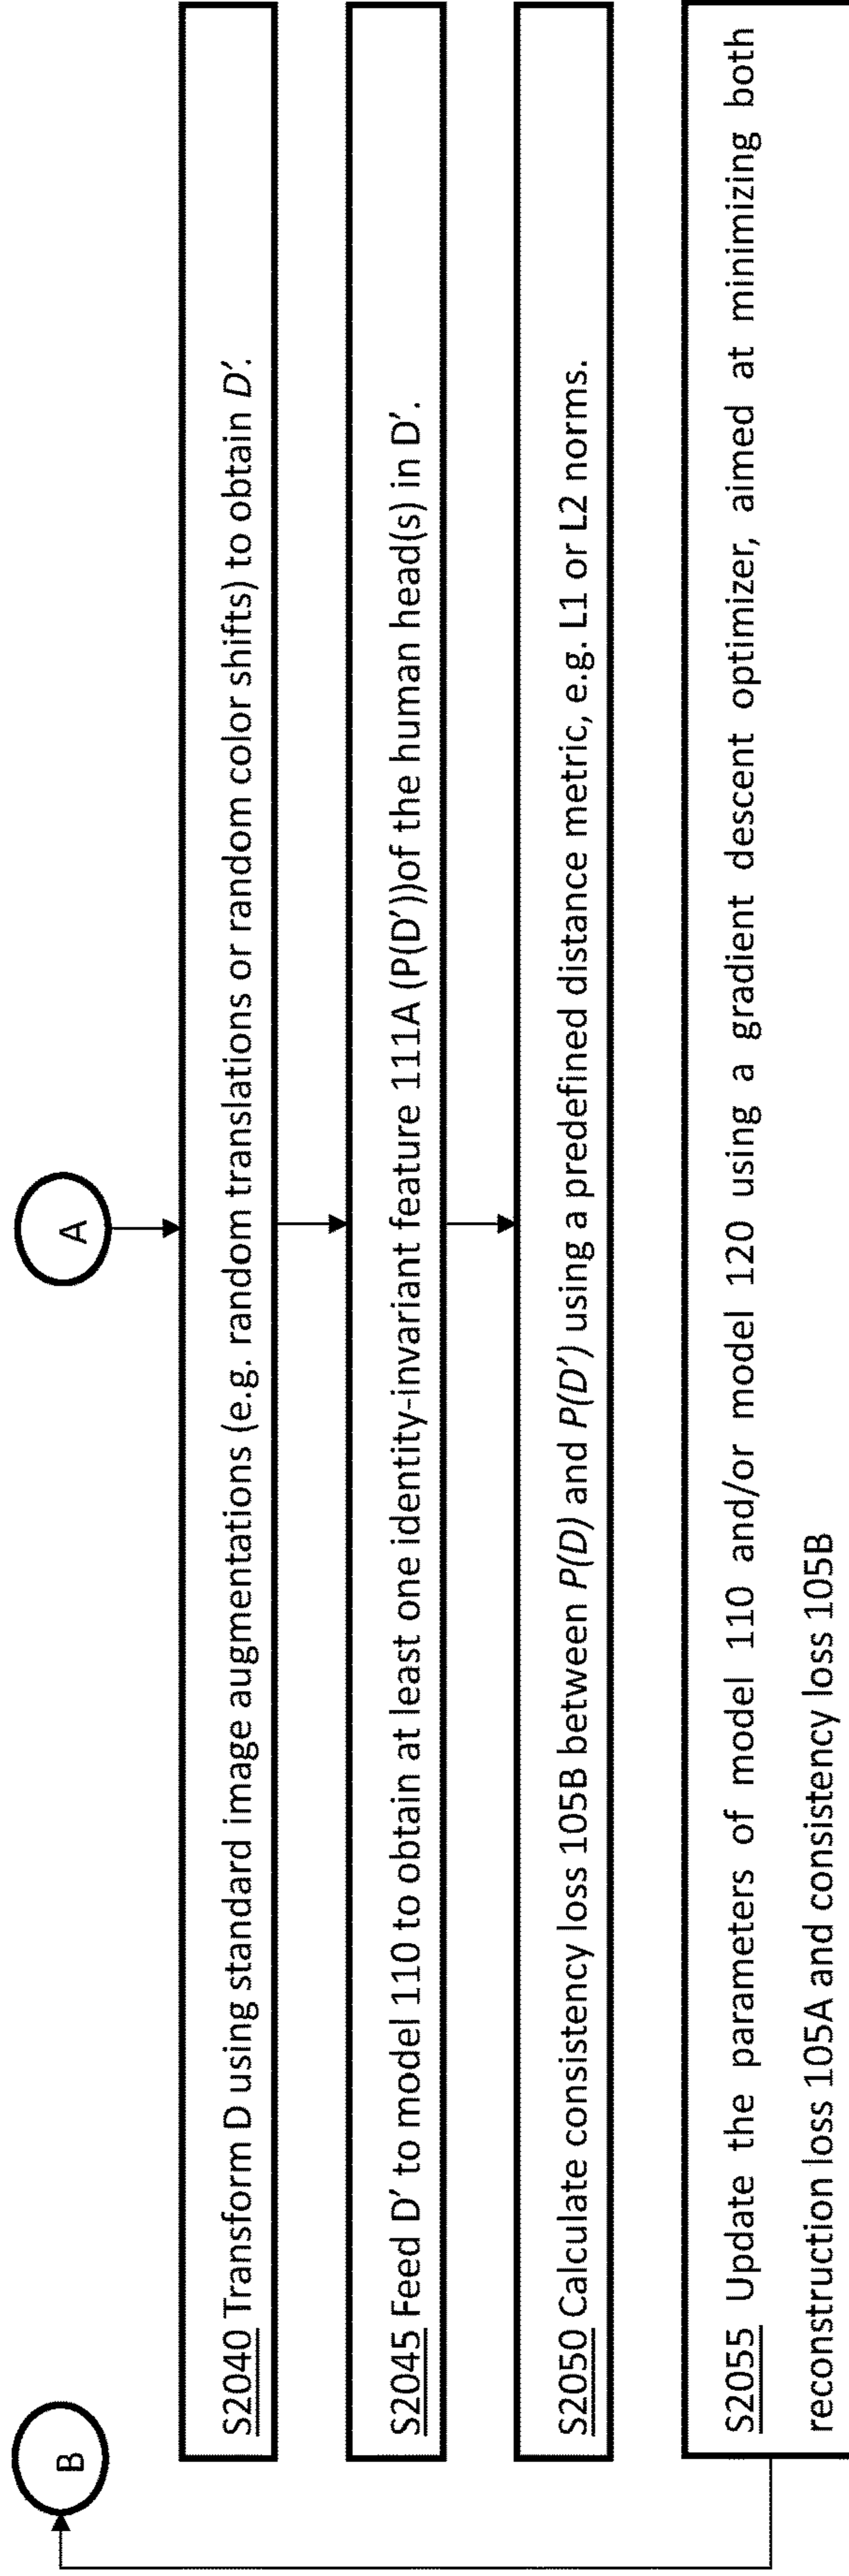 B
A
S2040 Transform D using standard image augmentations (e.g. random translations or random color shifts) to obtain D′.
S2045 Feed D′ to model 110 to obtain at least one identity-invariant feature 111A (P(D′))of the human head(s) in D′.
S2050 Calculate consistency loss 105B between P(D) and P(D′) using a predefined distance metric, e.g. L1 or L2 norms.
S2055 Update the parameters of model 110 and/or model 120 using a gradient descent optimizer, aimed at minimizing both
reconstruction loss 105A and consistency loss 105B